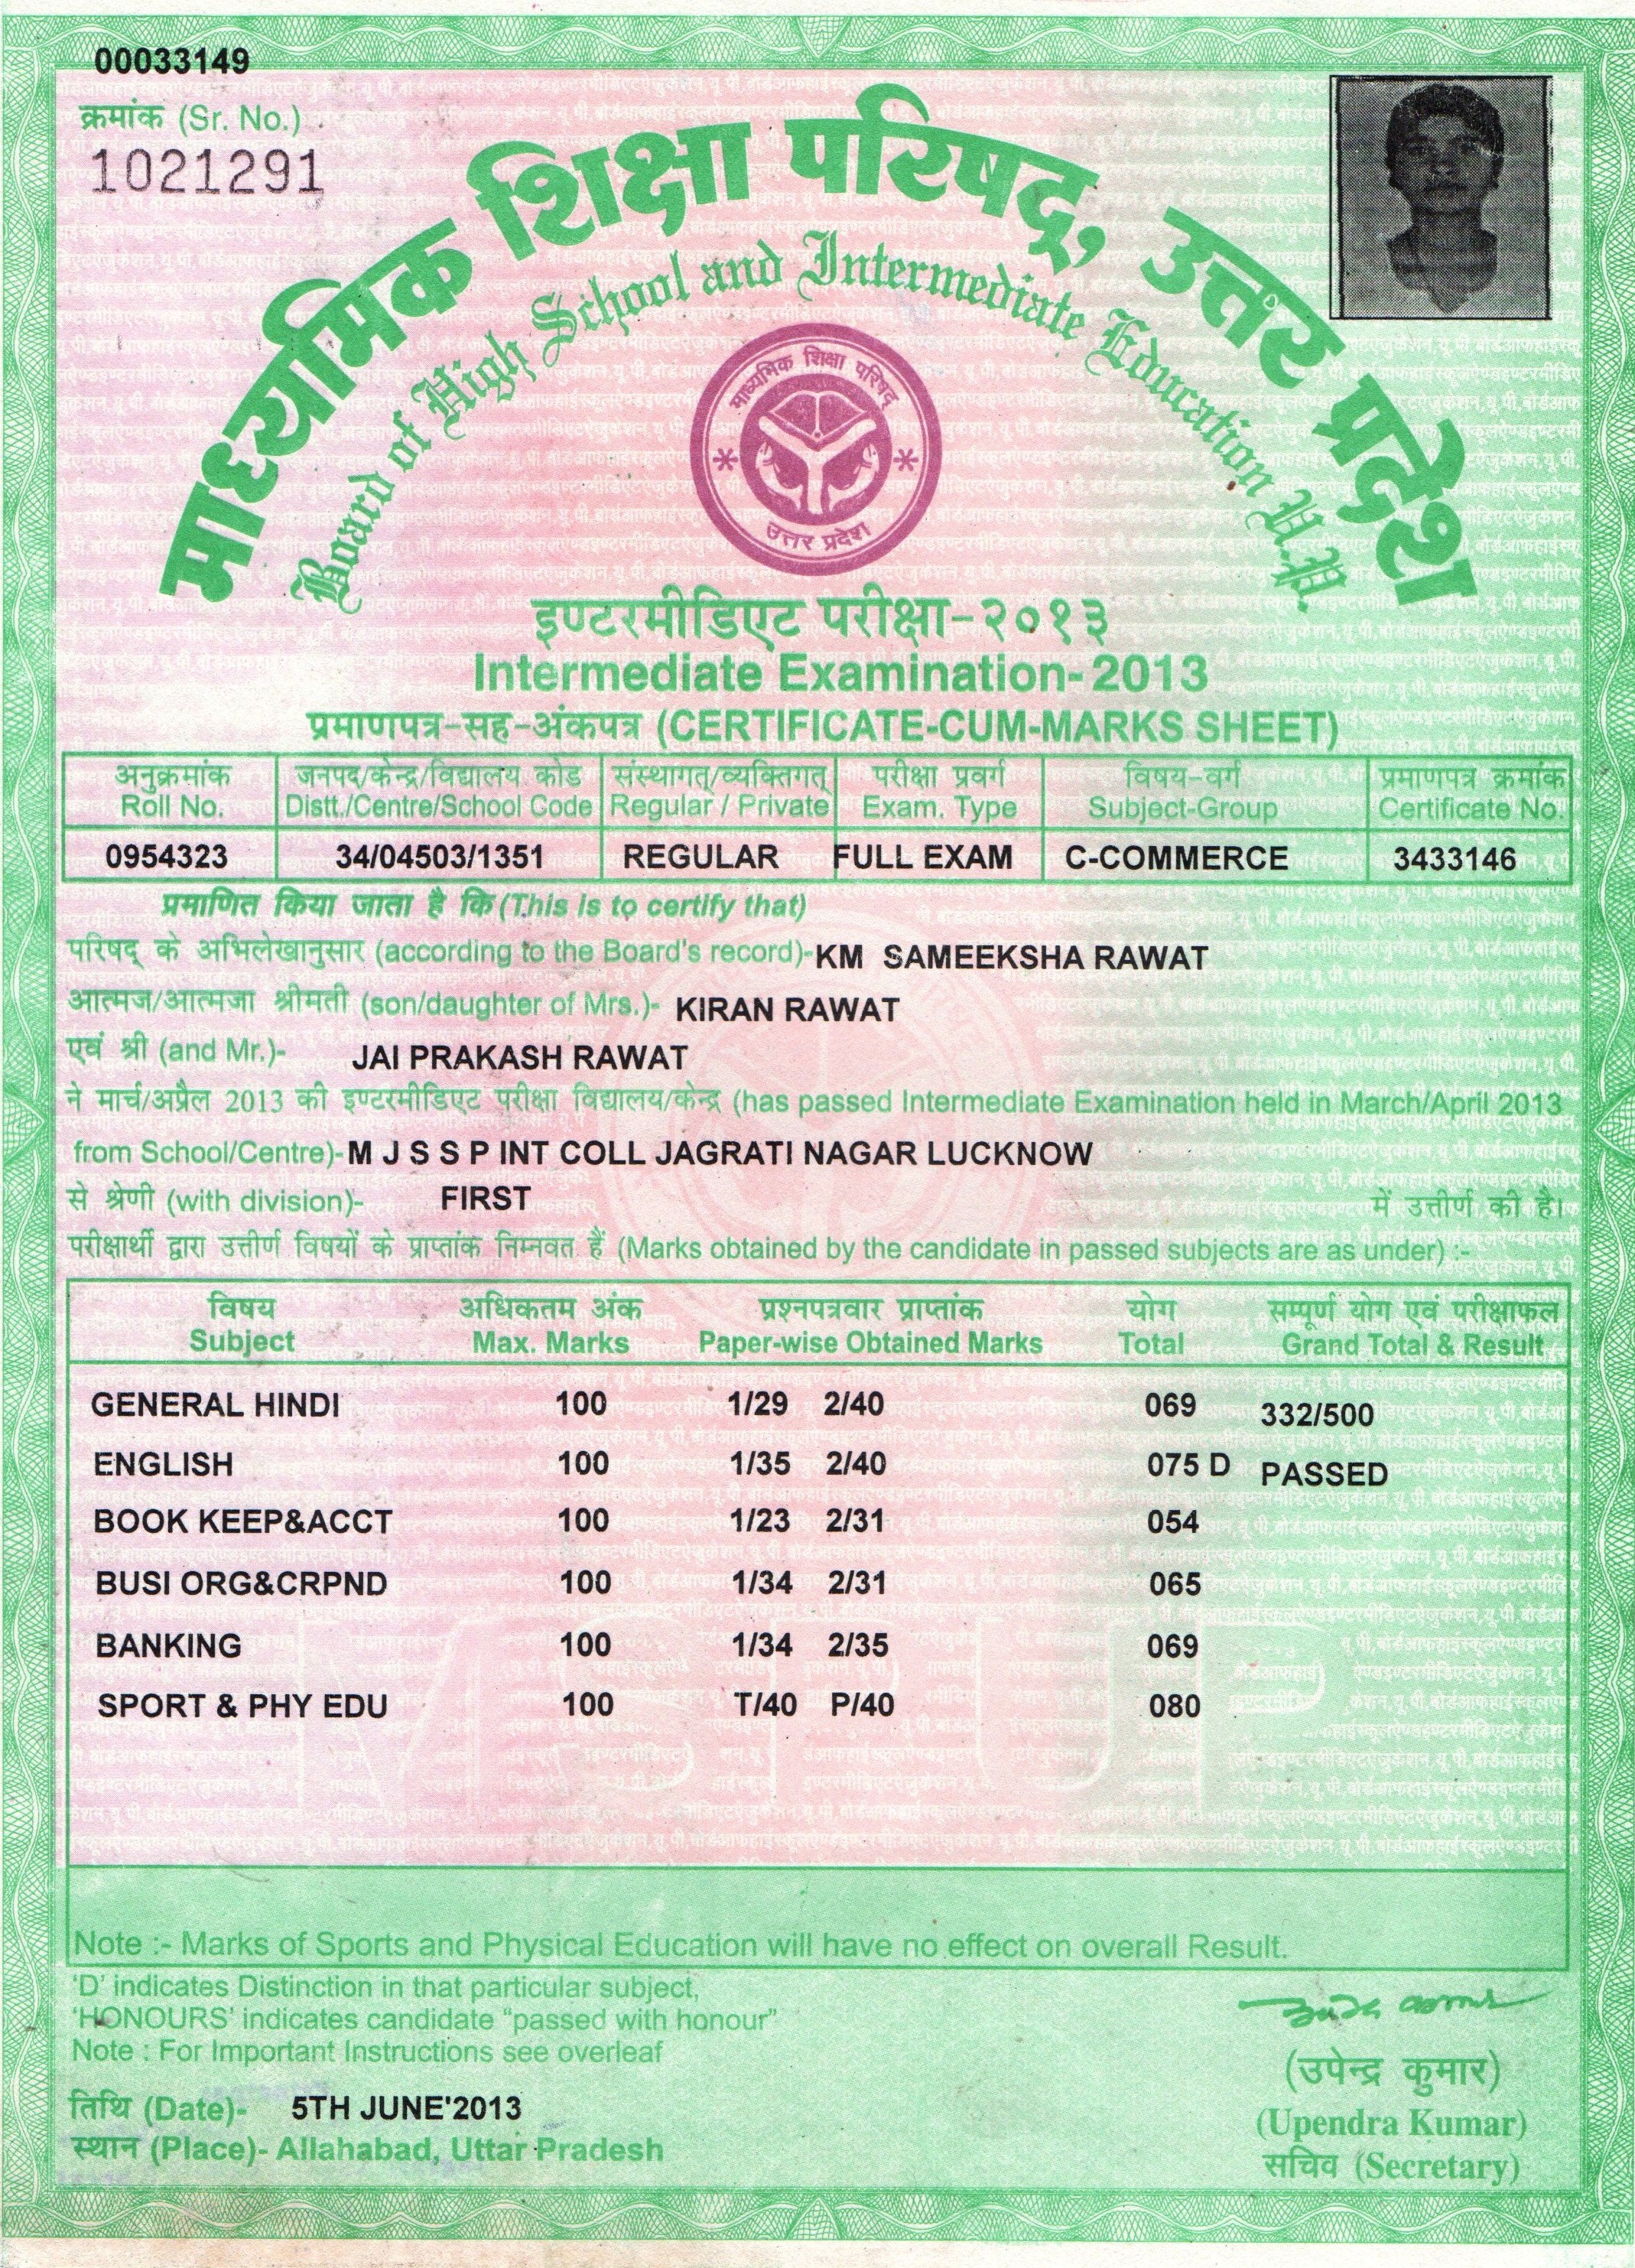 00033149
क्रमांक (Sr. No.)
1021291
माध्यमिक शिक्षा परिषद्, उत्तर प्रदेश
Board of High School and Intermediate Education U.P.
माध्यमिक शिक्षा परिषद्
उत्तर प्रदेश
इण्टरमीडिएट परीक्षा-२०१३
Intermediate Examination- 2013
प्रमाणपत्र-सह-अंकपत्र (CERTIFICATE-CUM-MARKS SHEET)
अनुक्रमांक जनपद/केन्द्र/विद्यालय कोड संस्थागत/व्यक्तिगत परीक्षा प्रवर्ग विषय-वर्ग प्रमाणपत्र क्रमांक
Roll No. Distt./Centre/School Code Regular / Private Exam. Type Subject-Group Certificate No.
0954323 34/04503/1351 REGULAR FULL EXAM C-COMMERCE 3433146
प्रमाणित किया जाता है कि (This is to certify that)
परिषद् के अभिलेखानुसार (according to the Board's record)- KM SAMEEKSHA RAWAT
आत्मज/आत्मजा श्रीमती (son/daughter of Mrs.)- KIRAN RAWAT
एवं श्री (and Mr.)- JAI PRAKASH RAWAT
ने मार्च/अप्रैल 2013 की इण्टरमीडिएट परीक्षा विद्यालय/केन्द्र (has passed Intermediate Examination held in March/April 2013
from School/Centre)- M J S S P INT COLL JAGRATI NAGAR LUCKNOW
से श्रेणी (with division)- FIRST में उत्तीर्ण की है।
परीक्षार्थी द्वारा उत्तीर्ण विषयों के प्राप्तांक निम्नवत हैं (Marks obtained by the candidate in passed subjects are as under) :-
विषय अधिकतम अंक प्रश्नपत्रवार प्राप्तांक योग सम्पूर्ण योग एवं परीक्षाफल
Subject Max. Marks Paper-wise Obtained Marks Total Grand Total & Result
GENERAL HINDI 100 1/29 2/40 069 332/500
ENGLISH 100 1/35 2/40 075 D PASSED
BOOK KEEP&ACCT 100 1/23 2/31 054
BUSI ORG&CRPND 100 1/34 2/31 065
BANKING 100 1/34 2/35 069
SPORT & PHY EDU 100 T/40 P/40 080
Note :- Marks of Sports and Physical Education will have no effect on overall Result.
'D' indicates Distinction in that particular subject,
'HONOURS' indicates candidate "passed with honour"
Note : For Important Instructions see overleaf
तिथि (Date)- 5TH JUNE'2013
स्थान (Place)- Allahabad, Uttar Pradesh
(उपेन्द्र कुमार)
(Upendra Kumar)
सचिव (Secretary)